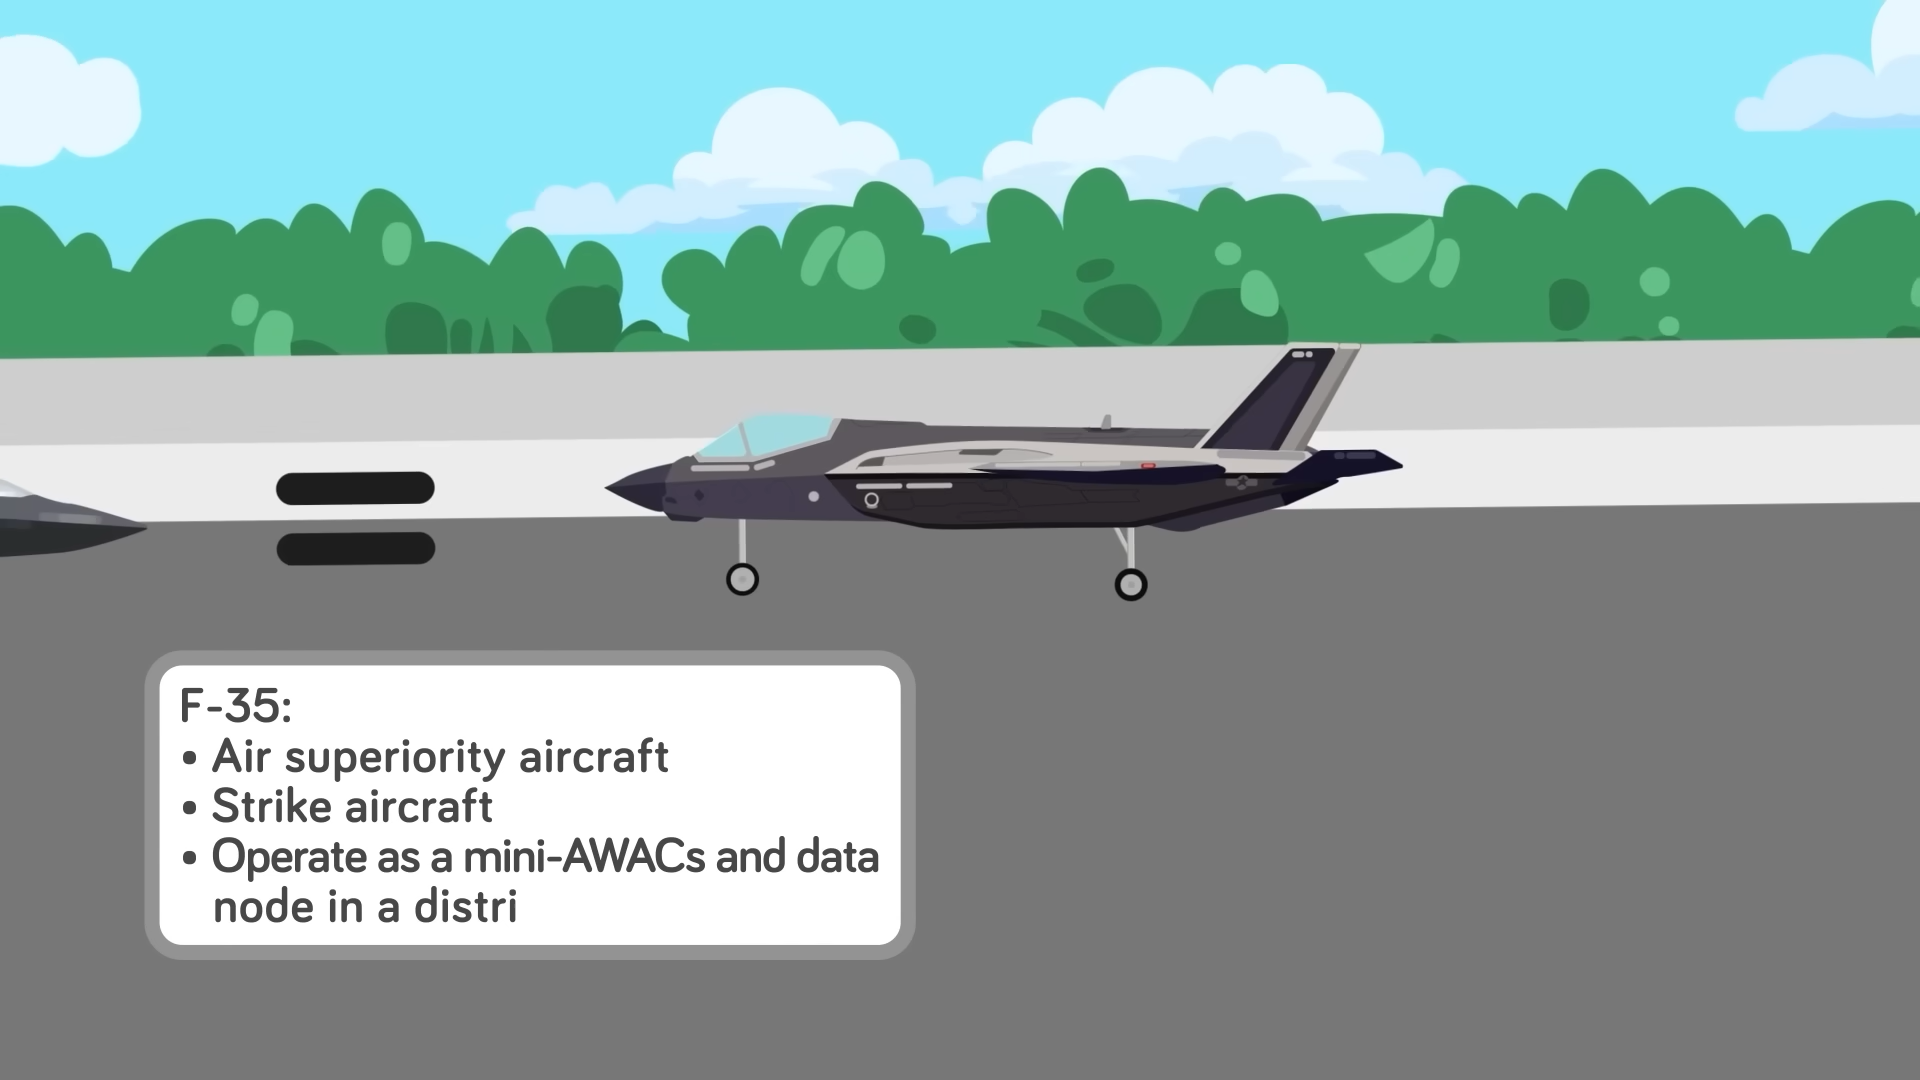 F-35:
• Air superiority aircraft
• Strike aircraft
• Operate as a mini-AWACs and data
node in a distri